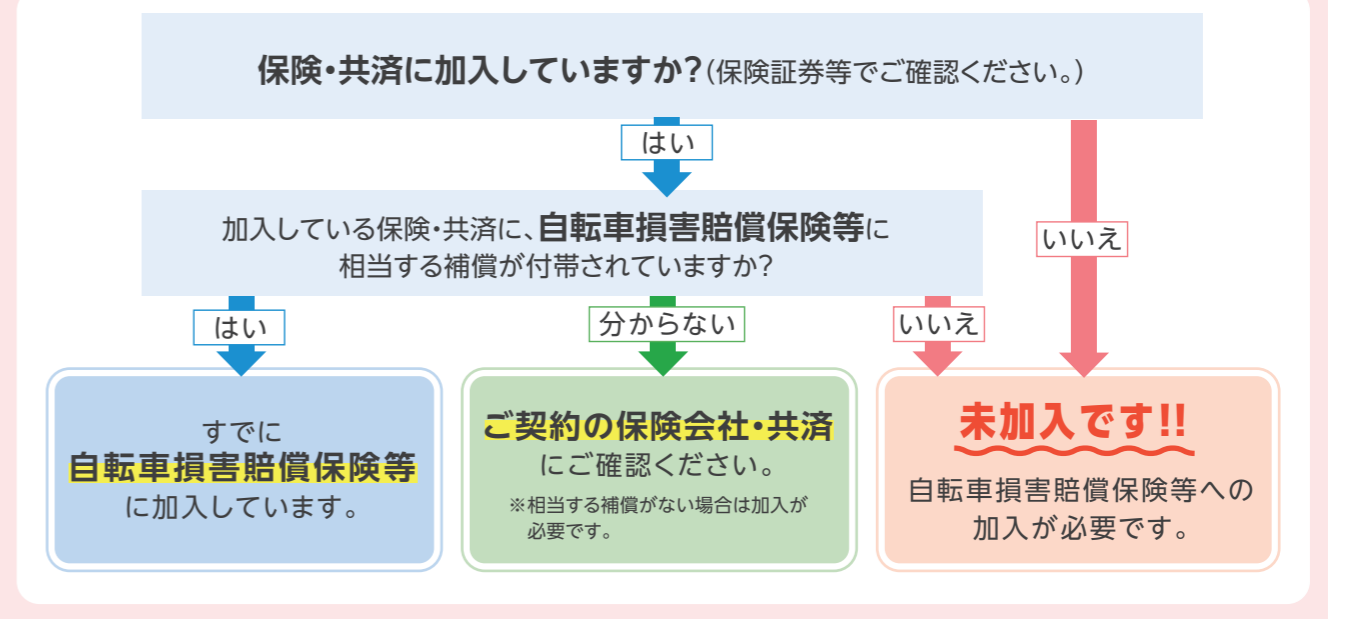 保険・共済に加入していますか?(保険証券等でご確認ください。)
はい
加入している保険・共済に、自転車損害賠償保険等に
相当する補償が付帯されていますか?
いいえ
はい
分からない
いいえ
すでに
自転車損害賠償保険等
に加入しています。
ご契約の保険会社・共済
にご確認ください。
※相当する補償がない場合は加入が
必要です。
未加入です!!
自転車損害賠償保険等への
加入が必要です。